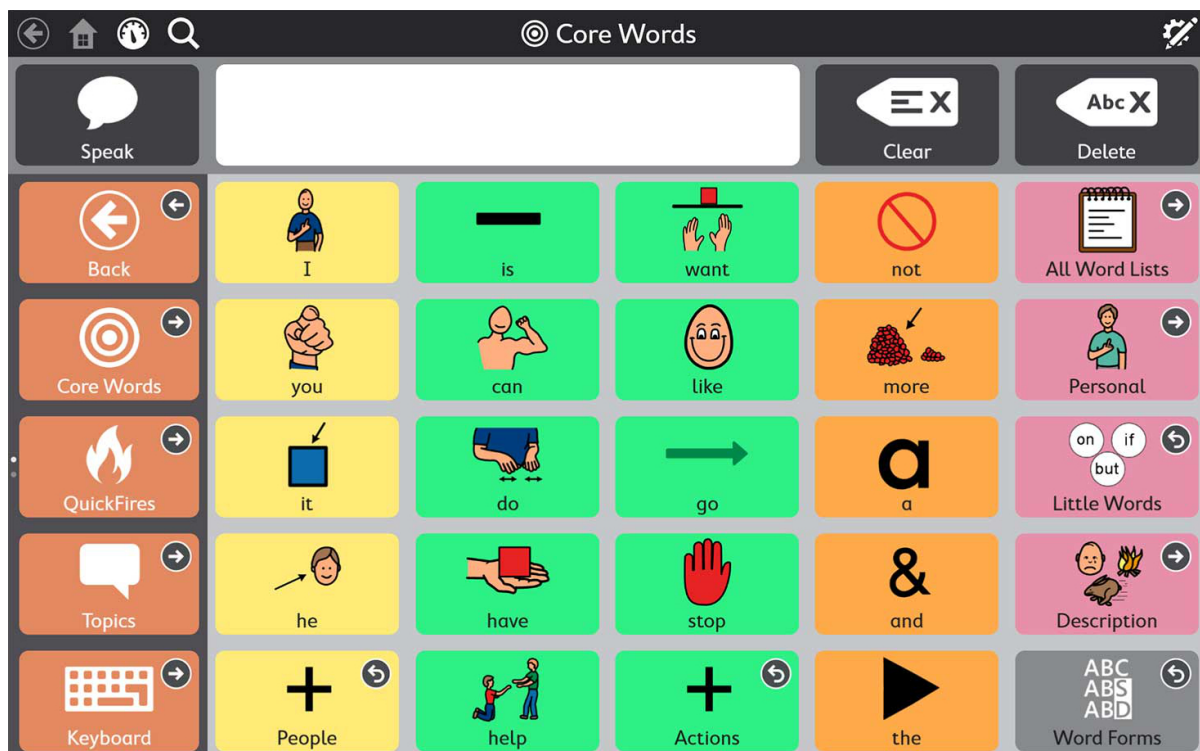 Core Words
Speak
Abc X
Clear
Delete
Back
I
is
want
not
All Word Lists
Core Words
you
can
like
more
Personal
QuickFires
it
do
go
a
a
on
if
but
Little Words
Topics
he
have
stop
&
and
Description
Keyboard
People
help
Actions
the
ABC
ABS
ABD
Word Forms